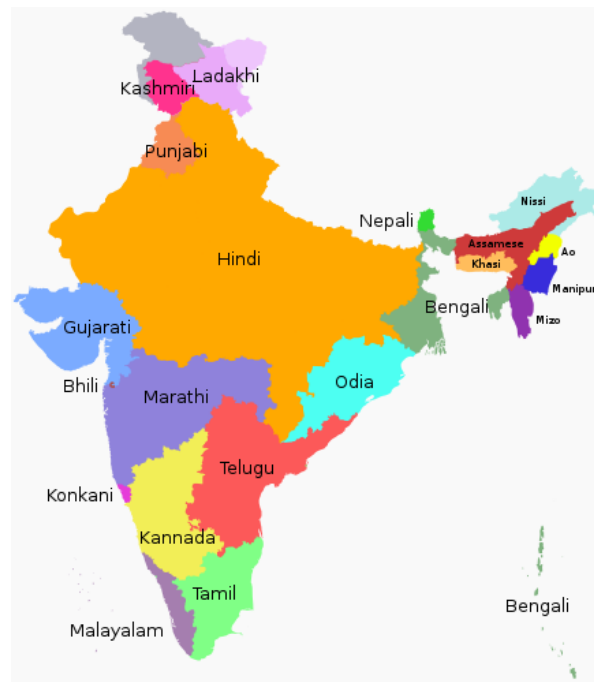 Ladakhi
Kashmiri
Punjabi
Nissi
Nepali
Assamese
Ao
Hindi
Khasi
Manipur
Bengali
Gujarati
Mizo
Bhili
Odia
Marathi
Telugu
Konkani
Kannada
Tamil
Bengali
Malayalam